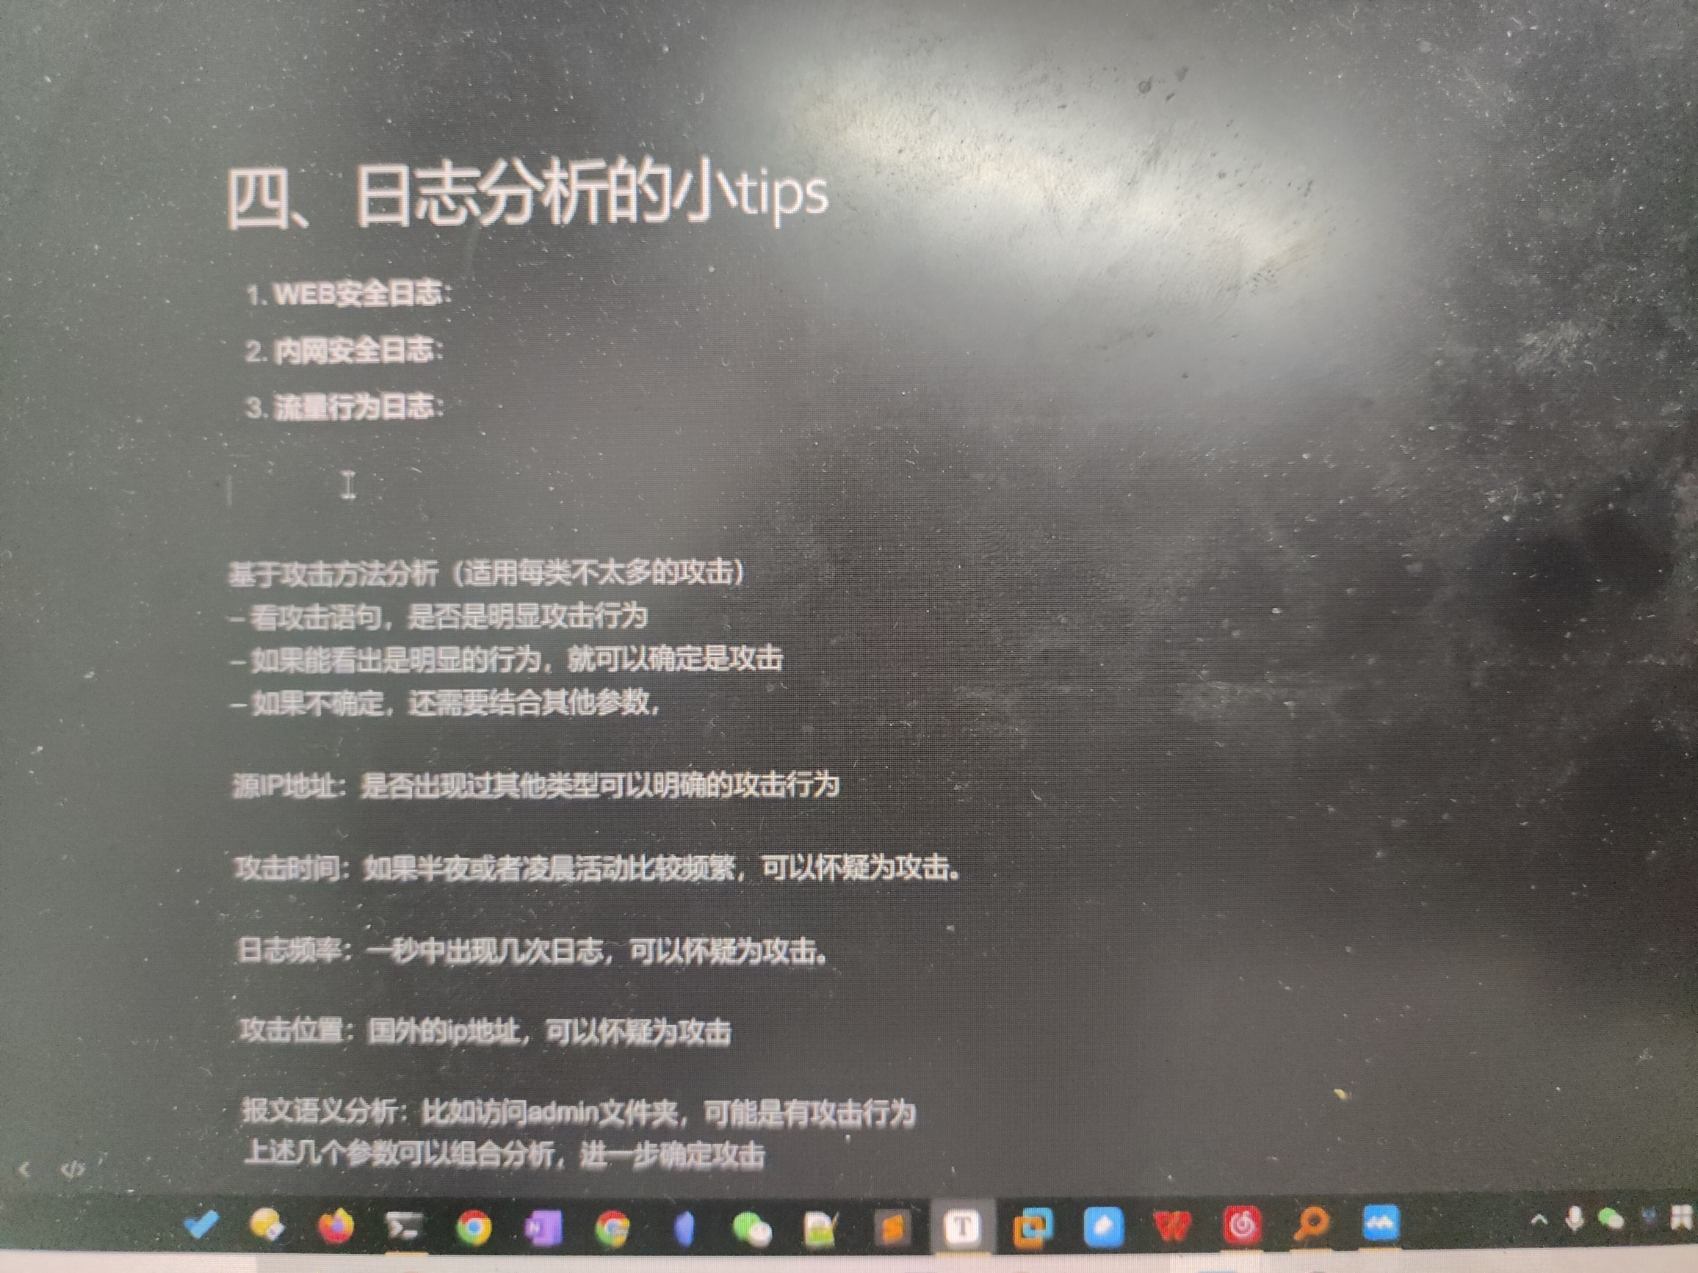 四、日志分析的小tips
1. WEB安全日志：
2. 内网安全日志：
3. 流量行为日志：
基于攻击方法分析（适用每类不太多的攻击）
– 看攻击语句，是否是明显攻击行为
– 如果能看出是明显的行为，就可以确定是攻击
– 如果不确定，还需要结合其他参数，
源IP地址：是否出现过其他类型可以明确的攻击行为
攻击时间：如果半夜或者凌晨活动比较频繁，可以怀疑为攻击。
日志频率：一秒中出现几次日志，可以怀疑为攻击。
攻击位置：国外的ip地址，可以怀疑为攻击
报文语义分析：比如访问admin文件夹，可能是有攻击行为
上述几个参数可以组合分析，进一步确定攻击